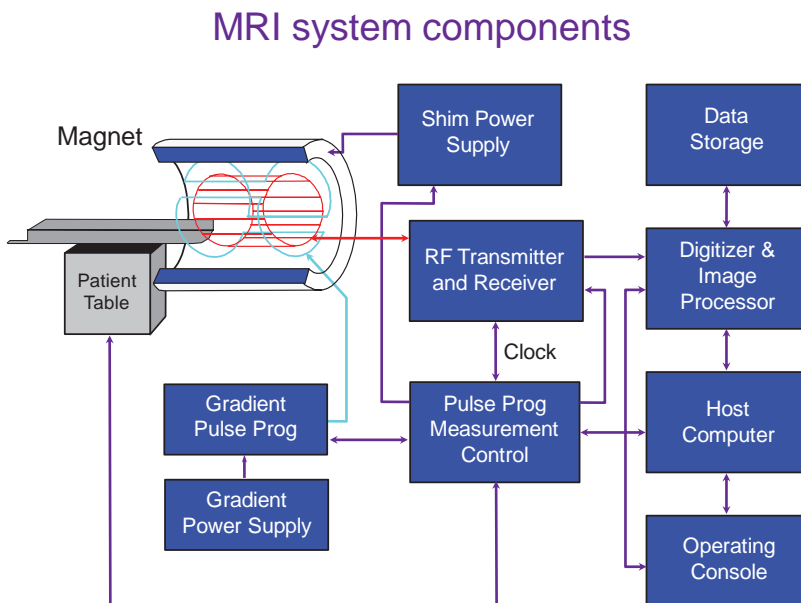 MRI system components
Magnet
Shim Power
Supply
Data
Storage
Patient
Table
RF Transmitter
and Receiver
Digitizer &
Image
Processor
Clock
Gradient
Pulse Prog
Pulse Prog
Measurement
Control
Host
Computer
Gradient
Power Supply
Operating
Console